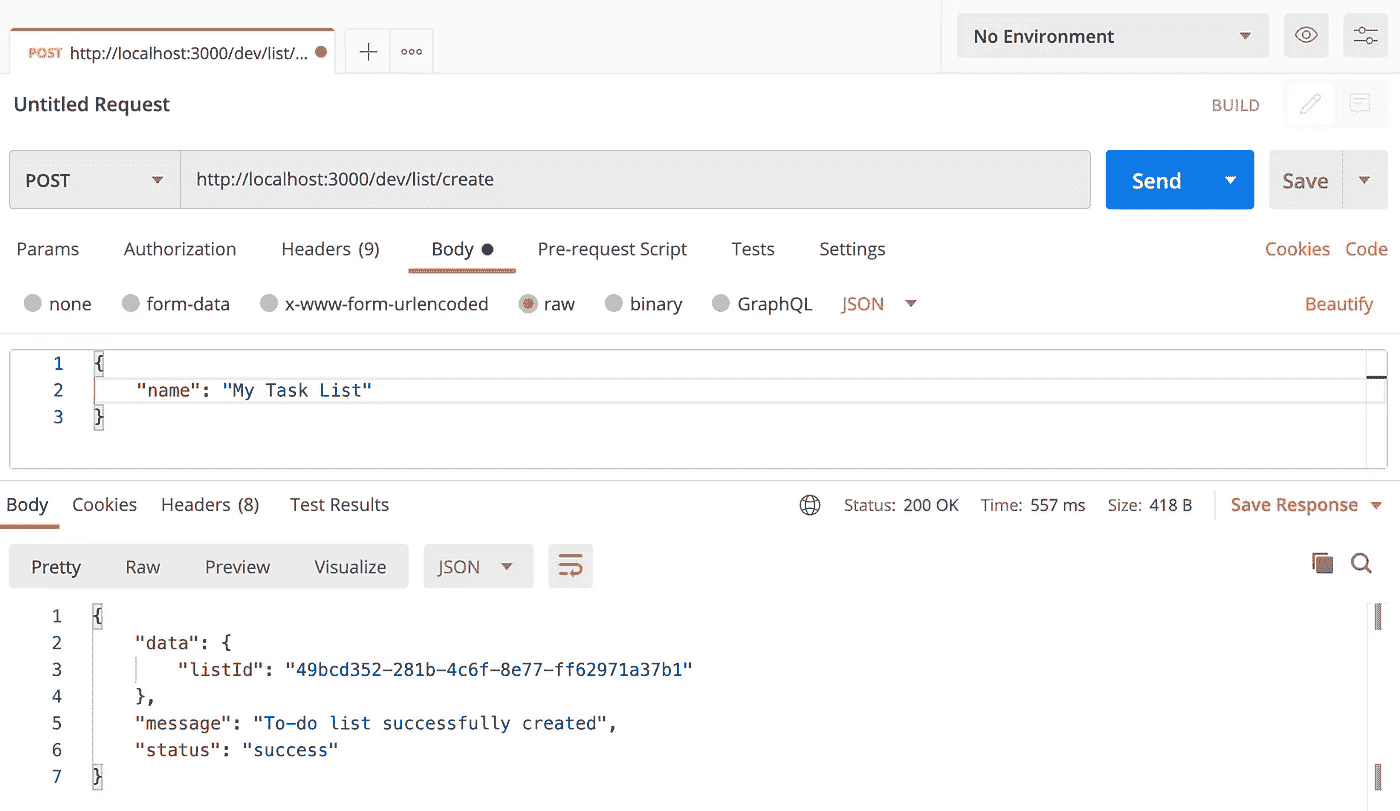 POST http://localhost:3000/dev/list/...
No Environment
Untitled Request
BUILD
POST http://localhost:3000/dev/list/create Send Save
Params Authorization Headers (9) Body Pre-request Script Tests Settings Cookies Code
none form-data x-www-form-urlencoded raw binary GraphQL JSON Beautify
1 {
2 "name": "My Task List"
3 }
Body Cookies Headers (8) Test Results Status: 200 OK Time: 557 ms Size: 418 B Save Response
Pretty Raw Preview Visualize JSON
1 {
2 "data": {
3 "listId": "49bcd352-281b-4c6f-8e77-ff62971a37b1"
4 },
5 "message": "To-do list successfully created",
6 "status": "success"
7 }